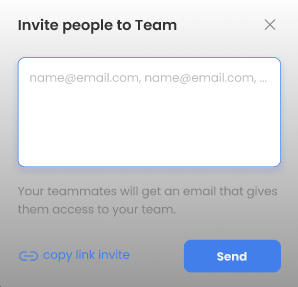 Invite people to Team
name@email.com, name@email.com, ...
Your teammates will get an email that gives
them access to your team.
copy link invite
Send